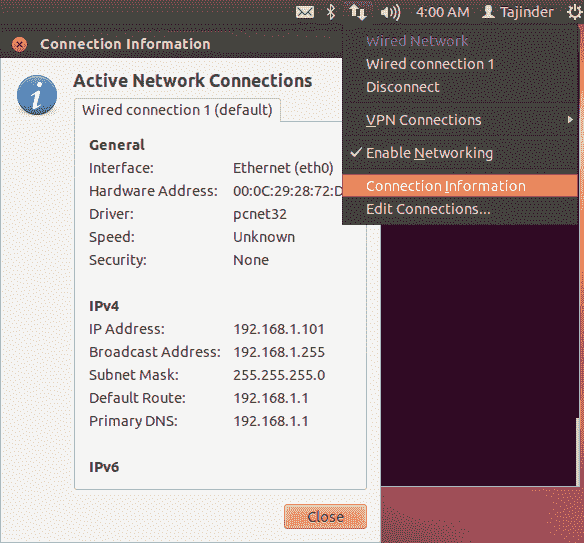 4:00 AM Tajinder
Connection Information
Active Network Connections
Wired connection 1 (default)
General
Interface: Ethernet (eth0)
Hardware Address: 00:0C:29:28:72:D
Driver: pcnet32
Speed: Unknown
Security: None
IPv4
IP Address: 192.168.1.101
Broadcast Address: 192.168.1.255
Subnet Mask: 255.255.255.0
Default Route: 192.168.1.1
Primary DNS: 192.168.1.1
IPv6
Close
Wired Network
Wired connection 1
Disconnect
VPN Connections
Enable Networking
Connection Information
Edit Connections...